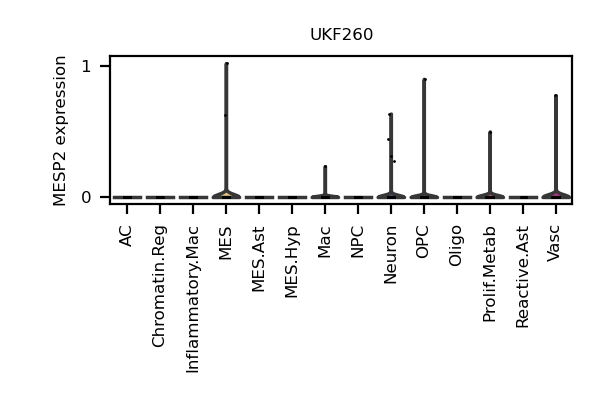 UKF260
MESP2 expression
1
0
AC
Chromatin.Reg
Inflammatory.Mac
MES
MES.Ast
MES.Hyp
Mac
NPC
Neuron
OPC
Oligo
Prolif.Metab
Reactive.Ast
Vasc